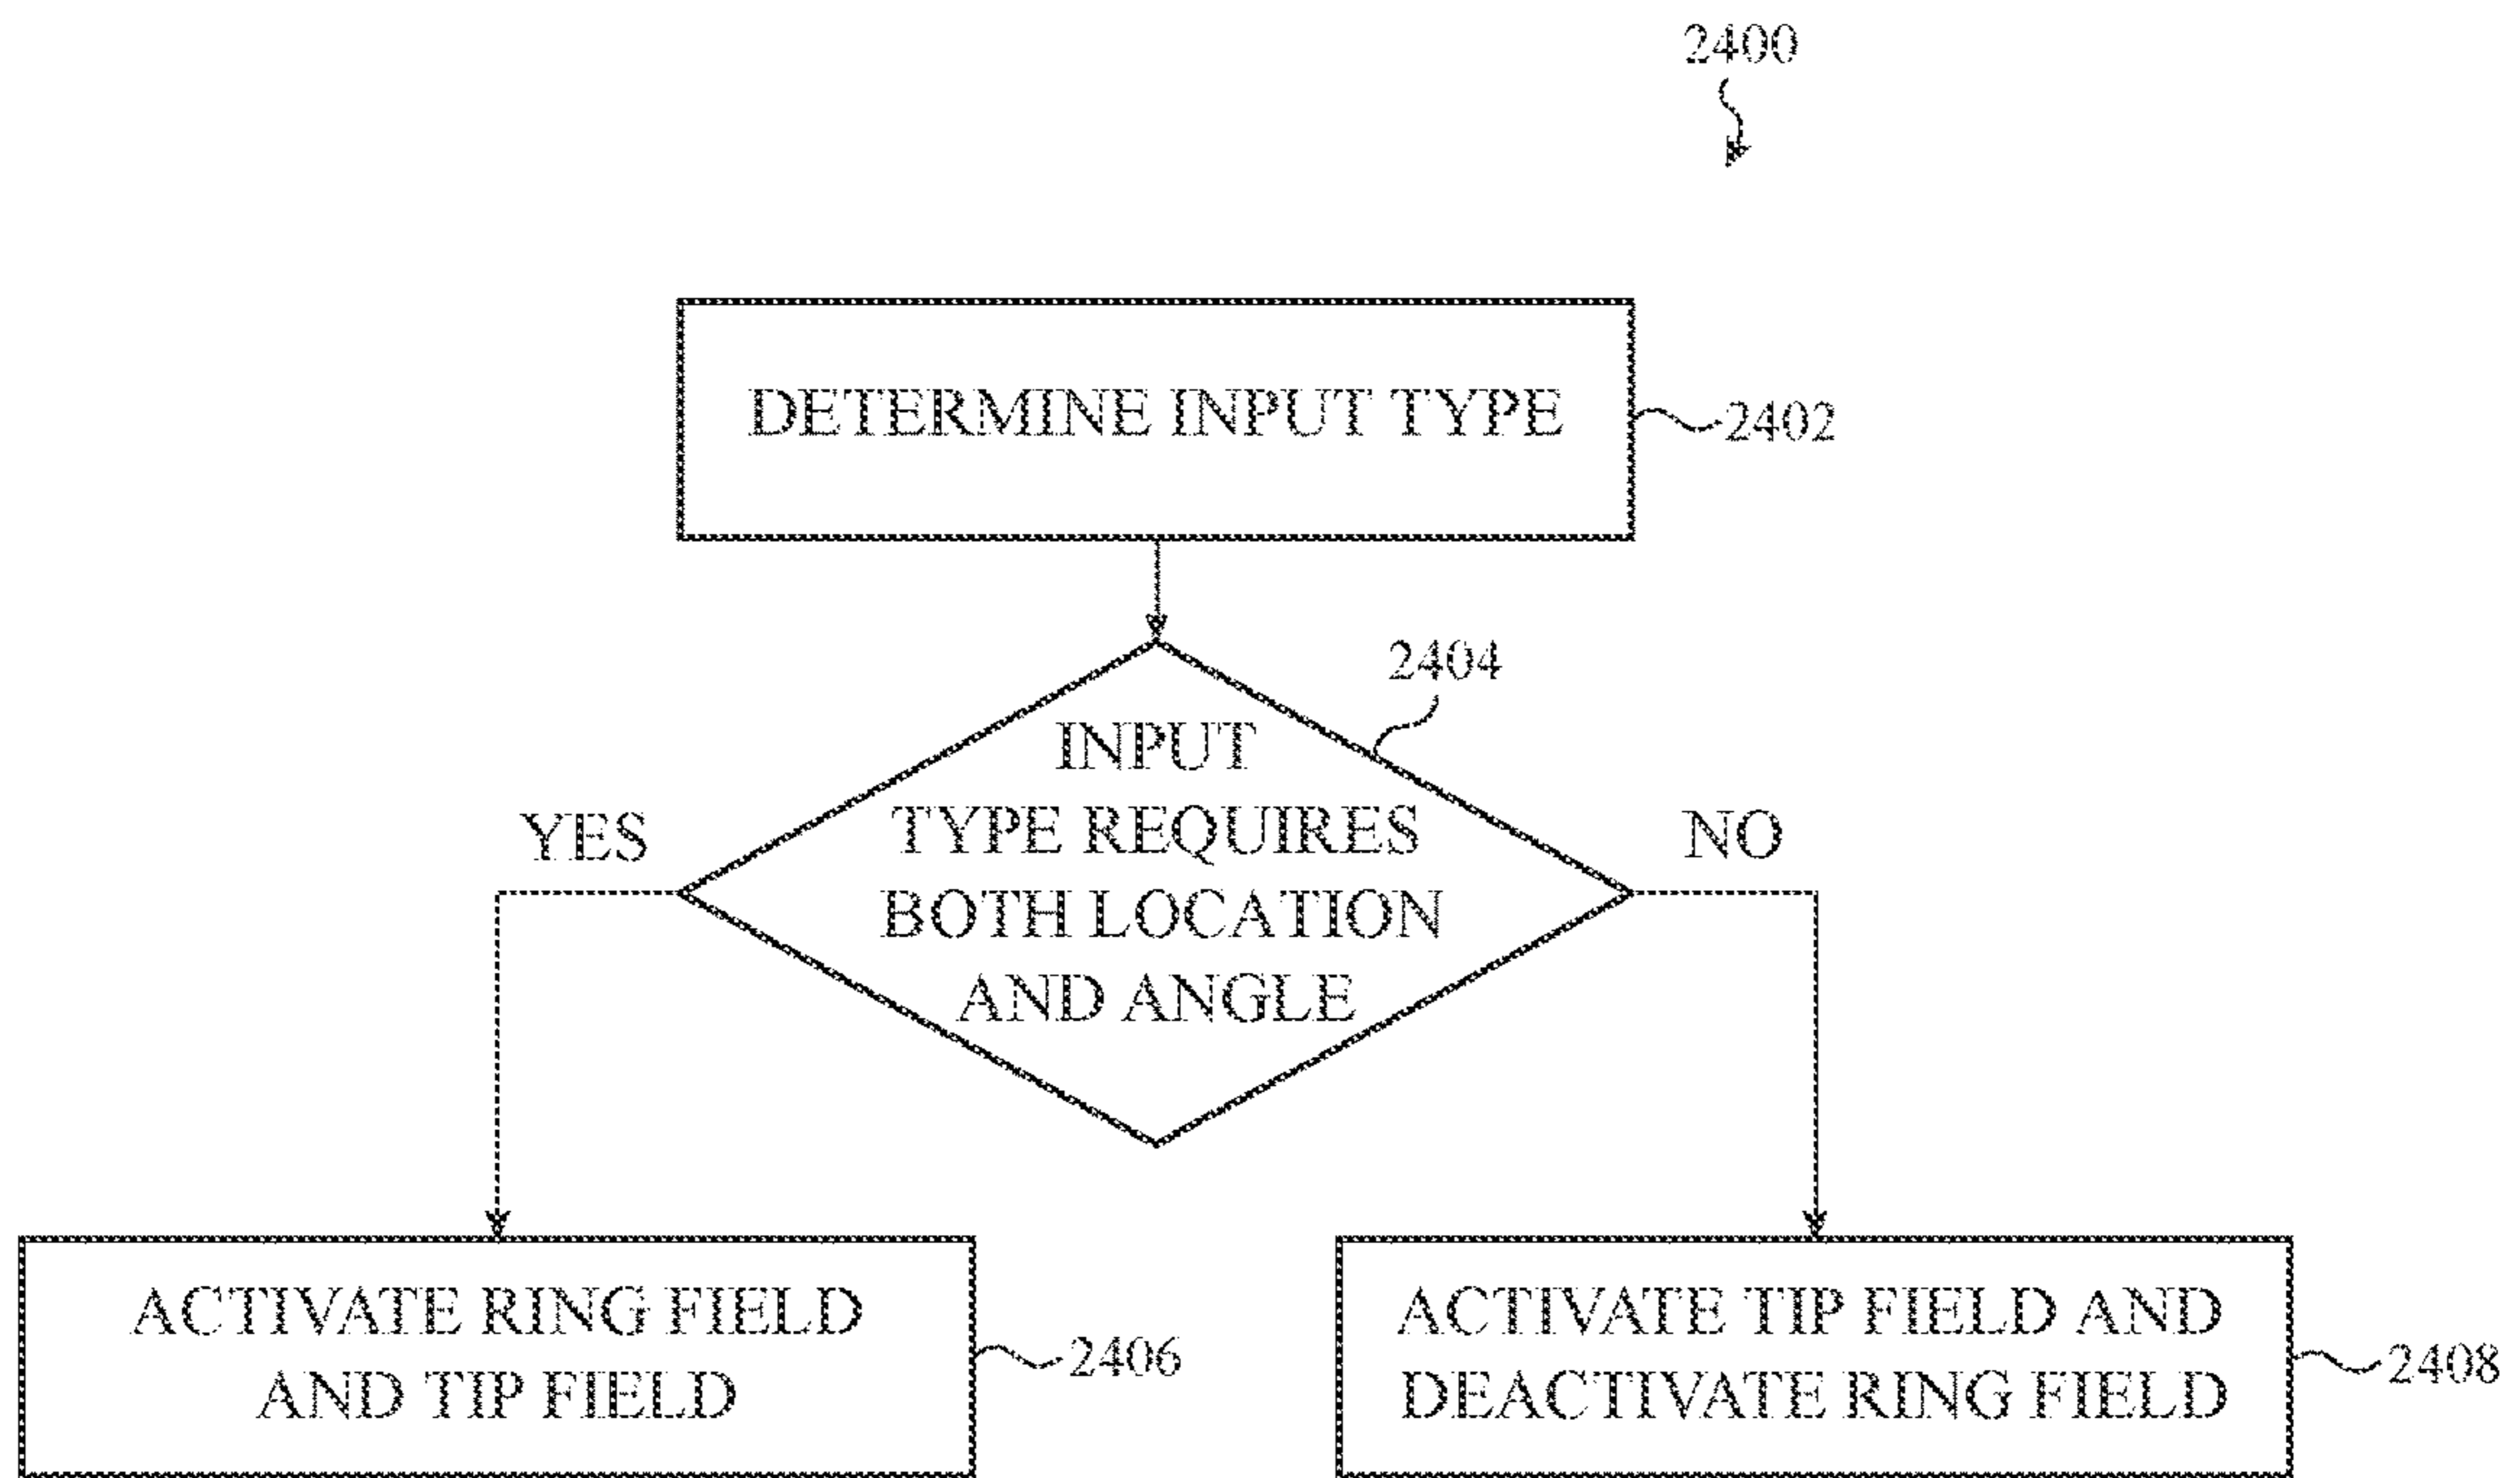 2400
DETERMINE INPUT TYPE
2402
2404
INPUT
TYPE REQUIRES
BOTH LOCATION
AND ANGLE
YES
NO
ACTIVATE RING FIELD
AND TIP FIELD
2406
ACTIVATE TIP FIELD AND
DEACTIVATE RING FIELD
2408